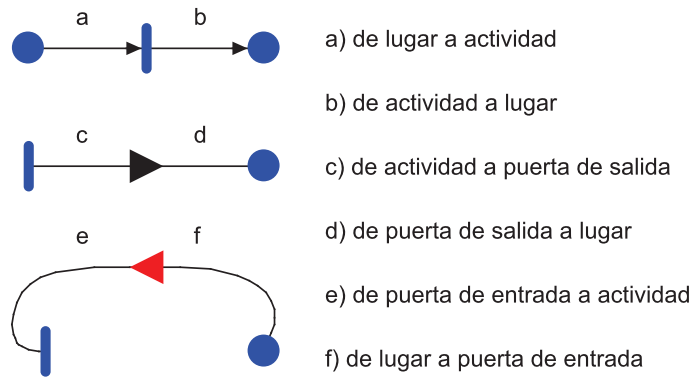 a b
a) de lugar a actividad
b) de actividad a lugar
c d
c) de actividad a puerta de salida
d) de puerta de salida a lugar
e f
e) de puerta de entrada a actividad
f) de lugar a puerta de entrada